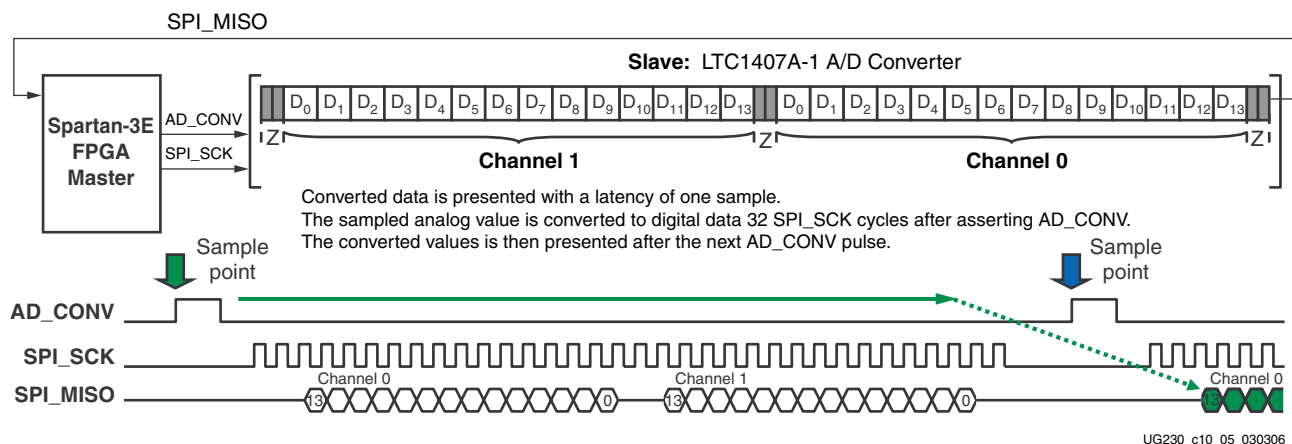 SPI_MISO
Slave: LTC1407A-1 A/D Converter
Spartan-3E
FPGA
Master
AD_CONV
SPI_SCK
D0 D1 D2 D3 D4 D5 D6 D7 D8 D9 D10 D11 D12 D13 D0 D1 D2 D3 D4 D5 D6 D7 D8 D9 D10 D11 D12 D13
Z Z Z
Channel 1 Channel 0
Converted data is presented with a latency of one sample.
The sampled analog value is converted to digital data 32 SPI_SCK cycles after asserting AD_CONV.
The converted values is then presented after the next AD_CONV pulse.
Sample
point
Sample
point
AD_CONV
SPI_SCK
Channel 0 Channel 1 Channel 0
SPI_MISO 13 0 13 0 13
UG230_c10_05_030306